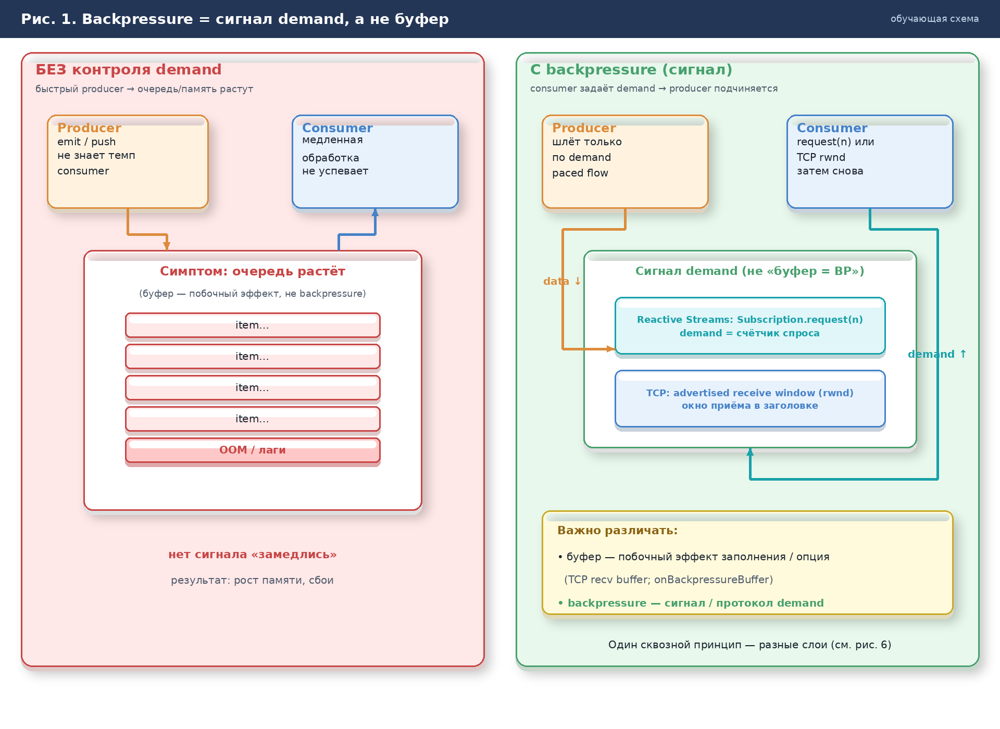 Рис. 1. Backpressure = сигнал demand, а не буфер
обучающая схема
БЕЗ контроля demand
быстрый producer → очередь/память растут
Producer
emit / push
не знает темп
consumer
Consumer
медленная
обработка
не успевает
Симптом: очередь растёт
(буфер — побочный эффект, не backpressure)
item...
item...
item...
item...
OOM / лаги
нет сигнала «замедлись»
результат: рост памяти, сбои
С backpressure (сигнал)
consumer задаёт demand → producer подчиняется
Producer
шлёт только
по demand
paced flow
Consumer
request(n) или
TCP rwnd
затем снова
data ↓
Сигнал demand (не «буфер = BP»)
Reactive Streams: Subscription.request(n)
demand = счётчик спроса
demand ↑
TCP: advertised receive window (rwnd)
окно приёма в заголовке
Важно различать:
• буфер — побочный эффект заполнения / опция
(TCP recv buffer; onBackpressureBuffer)
• backpressure — сигнал / протокол demand
Один сквозной принцип — разные слои (см. рис. 6)